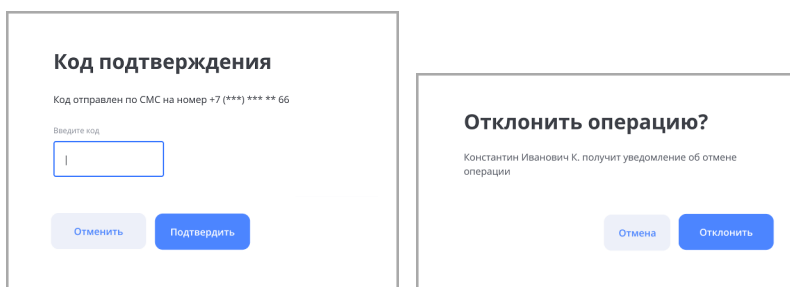 Код подтверждения
Код отправлен по СМС на номер +7 (***) *** ** 66
Введите код
Отменить
Подтвердить
Отклонить операцию?
Константин Иванович К. получит уведомление об отмене
операции
Отмена
Отклонить